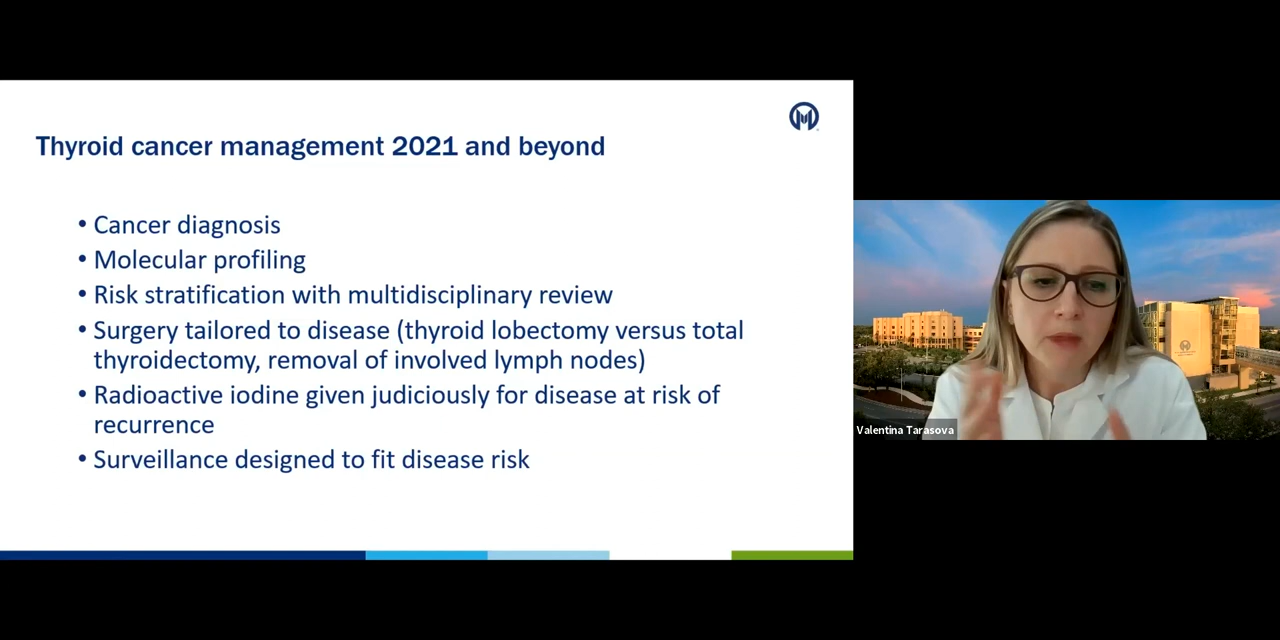 Thyroid cancer management 2021 and beyond
• Cancer diagnosis
• Molecular profiling
• Risk stratification with multidisciplinary review
• Surgery tailored to disease (thyroid lobectomy versus total
thyroidectomy, removal of involved lymph nodes)
• Radioactive iodine given judiciously for disease at risk of
recurrence
• Surveillance designed to fit disease risk
Valentina Tarasova